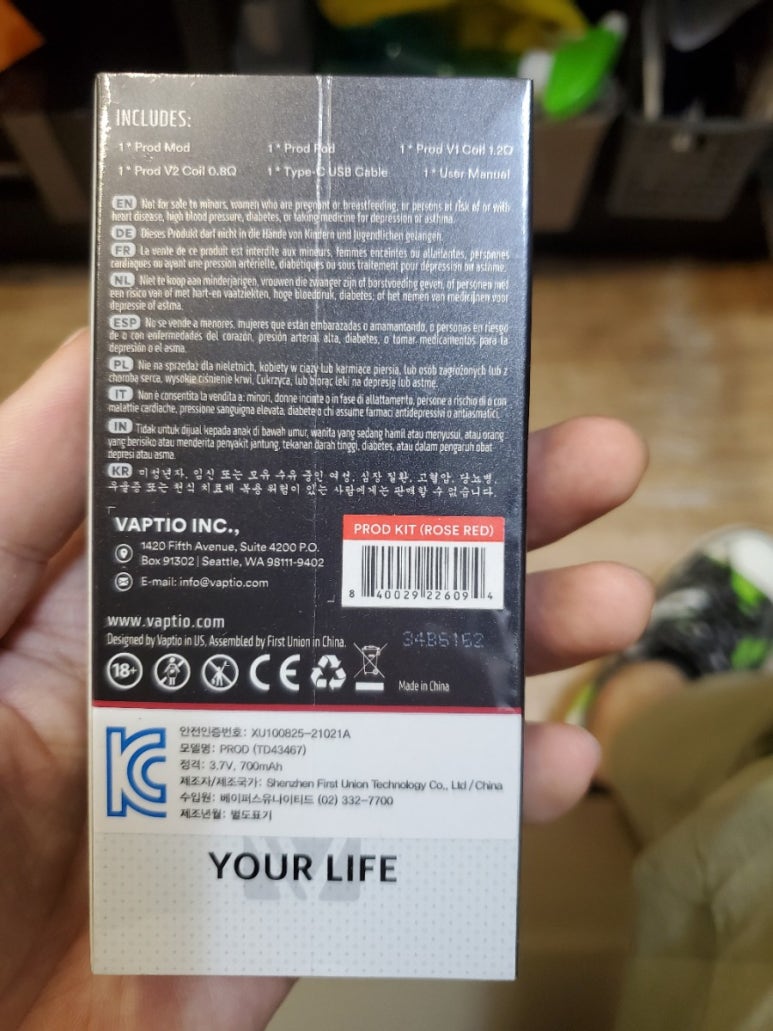 INCLUDES:
1* Prod Mod 1* Prod Pod 1* Prod V1 Coil 1.2Ω
1* Prod V2 Coil 0.8Ω 1* Type-C USB Cable 1* User Manual
EN Not for sale to minors, women who are pregnant or breastfeeding, or persons at risk of or with
heart disease, high blood pressure, diabetes, or taking medicine for depression or asthma.
DE Dieses Produkt darf nicht in die Hände von Kindern und Jugendlichen gelangen.
FR La vente de ce produit est interdite aux mineurs, femmes enceintes ou allaitantes, personnes
cardiaques ou ayant une pression artérielle, diabétiques ou sous traitement pour dépression ou asthme.
NL Niet te koop aan minderjarigen, vrouwen die zwanger zijn of borstvoeding geven, of personen met
een risico van of met hart-en vaatziekten, hoge bloeddruk, diabetes, of het nemen van medicijnen voor
depressie of astma.
ESP No se vende a menores, mujeres que están embarazadas o amamantando, o personas en riesgo
de o con enfermedades del corazón, presión arterial alta, diabetes, o tomar medicamentos para la
depresión o el asma.
PL Nie na sprzedaż dla nieletnich, kobiety w ciąży lub karmiące piersią, lub osób zagrożonych lub z
choroba serca, wysokie ciśnienie krwi, Cukrzyca, lub biorąc leki na depresję lub astmę.
IT Non è consentita la vendita a: minori, donne incinte o in fase di allattamento, persone a rischio di o con
malattie cardiache, pressione sanguigna elevata, diabete o chi assume farmaci antidepressivi o antiasmatici.
IN Tidak untuk dijual kepada anak di bawah umur, wanita yang sedang hamil atau menyusui, atau orang
yang berisiko atau menderita penyakit jantung, tekanan darah tinggi, diabetes, atau dalam pengaruh obat
depresi atau asma.
KR 미성년자, 임신 또는 모유 수유 중인 여성, 심장 질환, 고혈압, 당뇨병,
우울증 또는 천식 치료제 복용 위험이 있는 사람에게는 판매할 수 없습니다.
VAPTIO INC.,
1420 Fifth Avenue, Suite 4200 P.O.
Box 91302 | Seattle, WA 98111-9402
E-mail: info@vaptio.com
PROD KIT (ROSE RED)
8 40029 22609 4
www.vaptio.com
Designed by Vaptio in US, Assembled by First Union in China.
34B5162
18+
CE
Made in China
KC
안전인증번호: XU100825-21021A
모델명: PROD (TD43467)
정격: 3.7V, 700mAh
제조자/제조국가: Shenzhen First Union Technology Co., Ltd / China
수입원: 베이퍼스유나이티드 (02) 332-7700
제조년월: 별도표기
YOUR LIFE